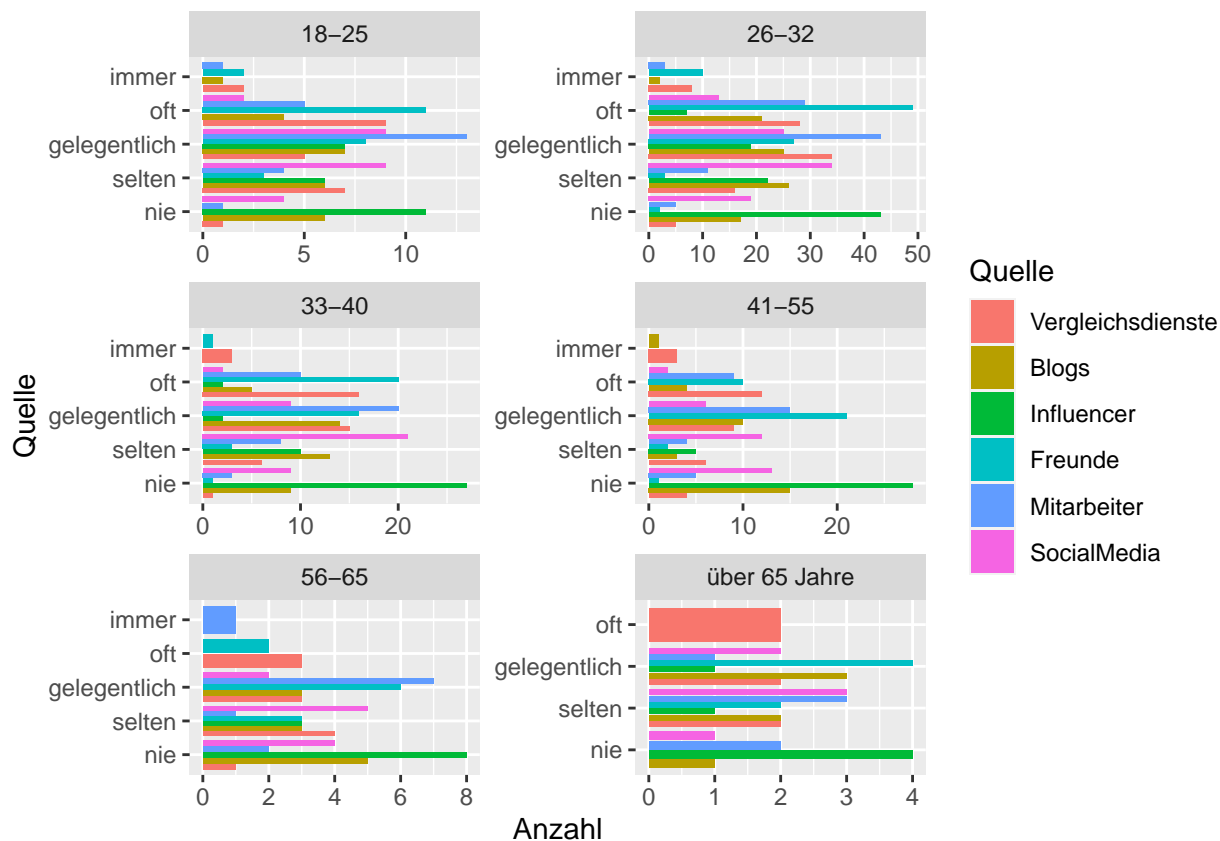 18–25
26–32
immer
oft
gelegentlich
selten
nie
0 5 10
immer
oft
gelegentlich
selten
nie
0 10 20 30 40 50
33–40
41–55
immer
oft
gelegentlich
selten
nie
0 10 20
immer
oft
gelegentlich
selten
nie
0 10 20
56–65
über 65 Jahre
immer
oft
gelegentlich
selten
nie
0 2 4 6 8
oft
gelegentlich
selten
nie
0 1 2 3 4
Quelle
Anzahl
Quelle
Vergleichsdienste
Blogs
Influencer
Freunde
Mitarbeiter
SocialMedia